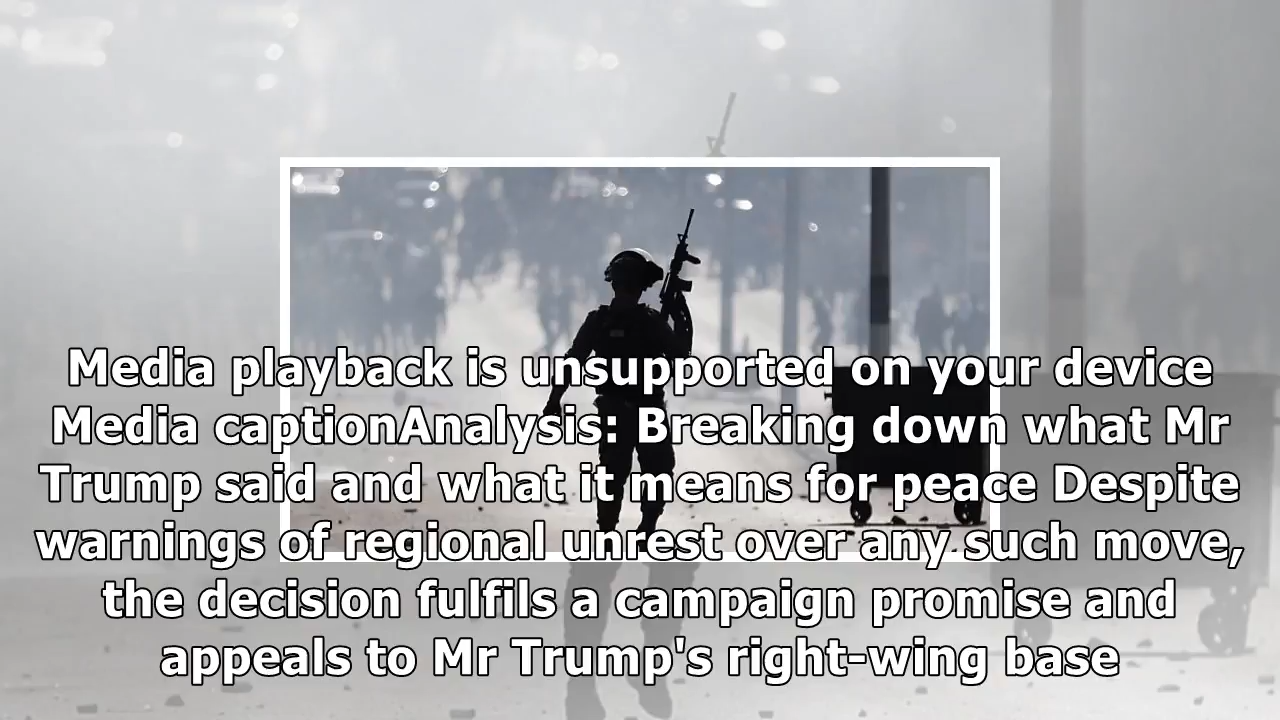 Media playback is unsupported on your device
Media captionAnalysis: Breaking down what Mr
Trump said and what it means for peace Despite
warnings of regional unrest over any such move,
the decision fulfils a campaign promise and
appeals to Mr Trump's right-wing base